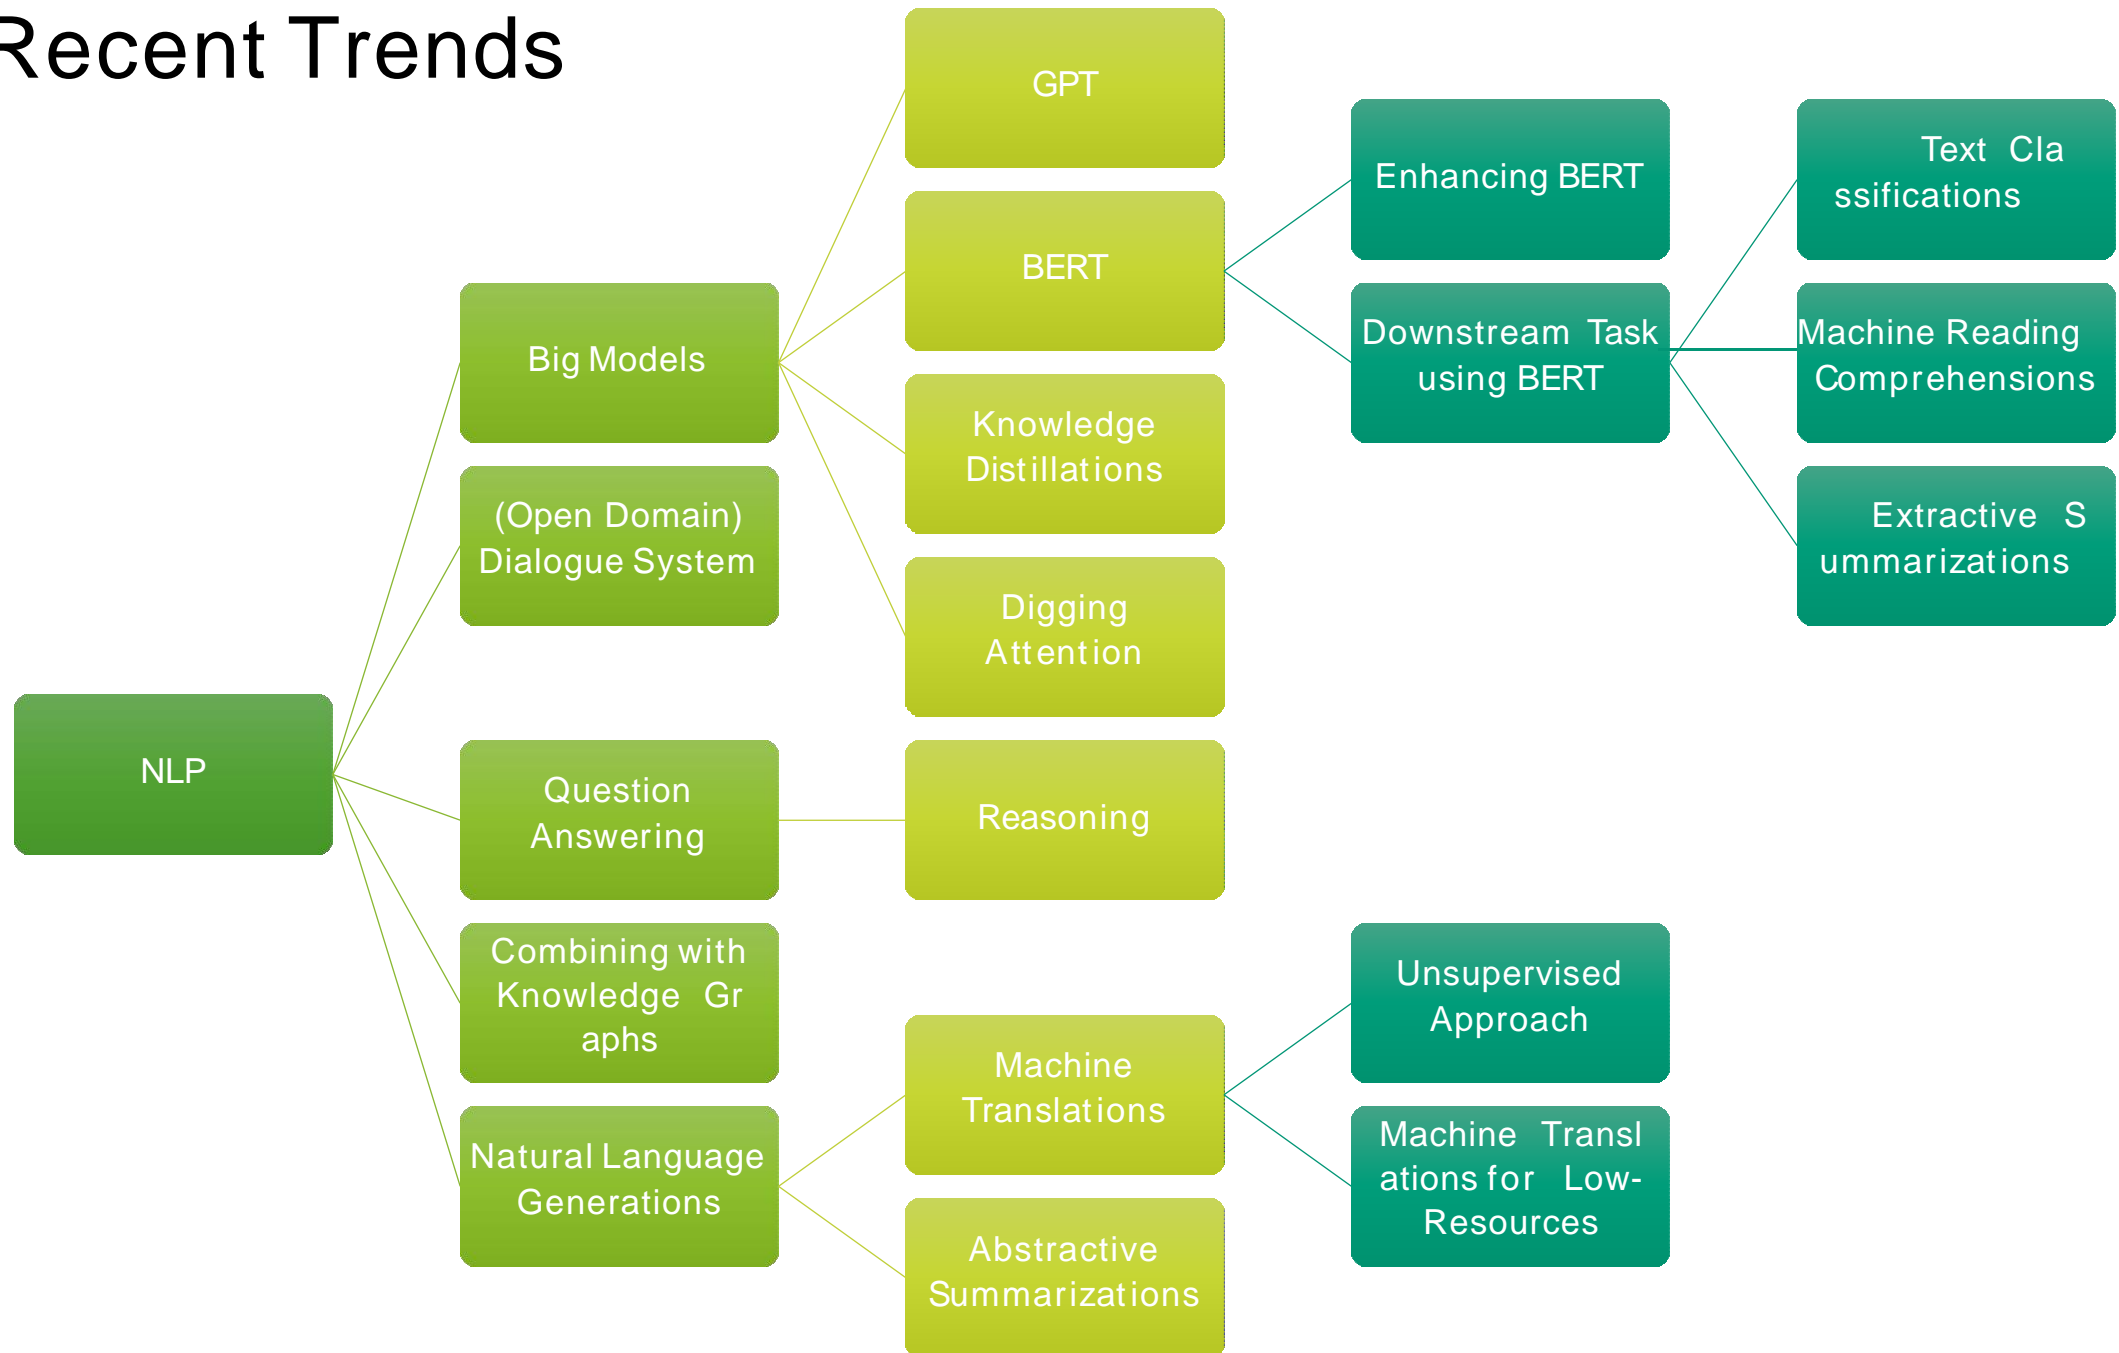 Recent Trends
GPT
BERT
Knowledge
Distillations
Digging
Attention
Reasoning
Machine
Translations
Abstractive
Summarizations
Enhancing BERT
Downstream Task
using BERT
Text Cla
ssifications
Machine Reading
Comprehensions
Extractive S
ummarizations
Big Models
(Open Domain)
Dialogue System
Question
Answering
Combining with
Knowledge Gr
aphs
Natural Language
Generations
NLP
Unsupervised
Approach
Machine Transl
ations for Low-
Resources